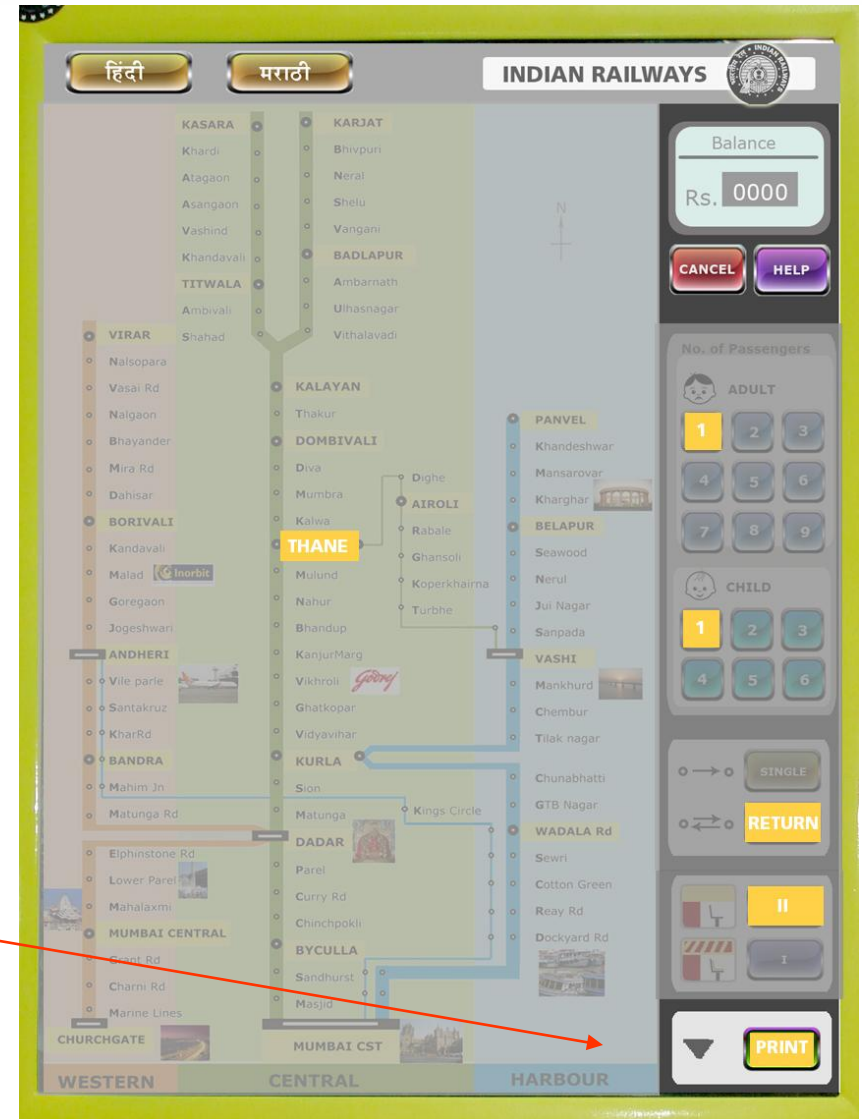 हिंदी
मराठी
INDIAN RAILWAYS
KASARA
Khardi
Atagaon
Asangaon
Vashind
Khandavali
TITWALA
Ambivali
Shahad
KARJAT
Bhivpuri
Neral
Shelu
Vangani
BADLAPUR
Ambarnath
Ulhasnagar
Vithalavadi
N
VIRAR
Nalsopara
Vasai Rd
Nalgaon
Bhayander
Mira Rd
Dahisar
BORIVALI
Kandavali
Malad
Inorbit
Goregaon
Jogeshwari
ANDHERI
Vile parle
Santakruz
KharRd
BANDRA
Mahim Jn
Matunga Rd
Elphinstone Rd
Lower Parel
Mahalaxmi
MUMBAI CENTRAL
Grant Rd
Charni Rd
Marine Lines
CHURCHGATE
WESTERN
KALAYAN
Thakur
DOMBIVALI
Diva
Mumbra
Kalwa
THANE
Mulund
Nahur
Bhandup
KanjurMarg
Vikhroli
Godrej
Ghatkopar
Vidyavihar
KURLA
Sion
Matunga
DADAR
Parel
Curry Rd
Chinchpokli
BYCULLA
Sandhurst
Masjid
MUMBAI CST
CENTRAL
Dighe
AIROLI
Rabale
Ghansoli
Koperkhairna
Turbhe
Kings Circle
PANVEL
Khandeshwar
Mansarovar
Kharghar
BELAPUR
Seawood
Nerul
Jui Nagar
Sanpada
VASHI
Mankhurd
Chembur
Tilak nagar
Chunabhatti
GTB Nagar
WADALA Rd
Sewri
Cotton Green
Reay Rd
Dockyard Rd
HARBOUR
Balance
Rs. 0000
CANCEL
HELP
No. of Passengers
ADULT
1 2 3
4 5 6
7 8 9
CHILD
1 2 3
4 5 6
SINGLE
RETURN
II
I
PRINT